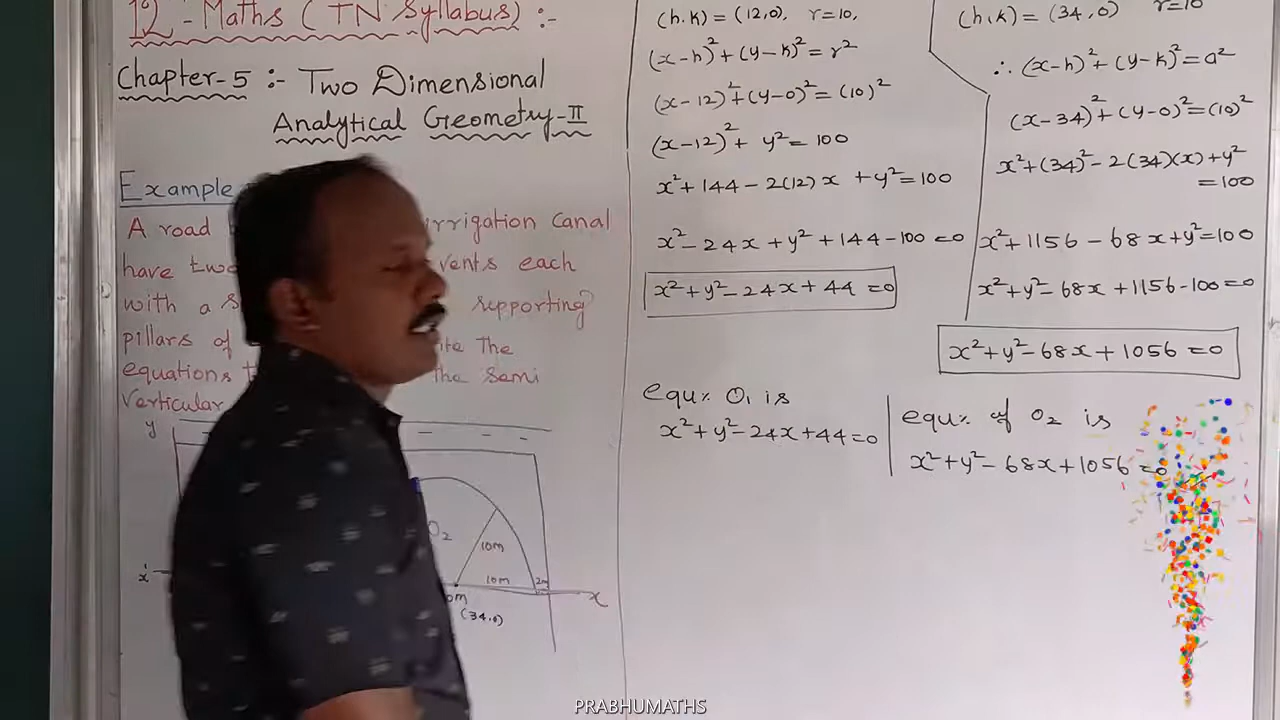 12 - Maths (TN Syllabus) :-
Chapter-5 :- Two Dimensional
Analytical Geometry-II
Example
A road irrigation canal
have two vents each
with a supporting
pillars of the
equations the semi
Verticular
y
O₂
10m
10m
2m
x'
x
(34,0)
(h,k) = (12,0), r=10,
(x-h)²+(y-k)²=r²
(x-12)²+(y-0)²=(10)²
(x-12)²+ y²=100
x²+144-2(12)x +y²=100
x²-24x+y²+144-100=0
x²+y²-24x+44=0
equ⁒ O₁ is
x²+y²-24x+44=0
(h,k)=(34,0) r=10
∴ (x-h)²+(y-k)²=a²
(x-34)²+(y-0)²=(10)²
x²+(34)²-2(34)(x)+y²
=100
x²+1156-68x+y²=100
x²+y²-68x+1156-100=0
x²+y²-68x+1056=0
equ⁒ of O₂ is
x²+y²-68x+1056=0
PRABHUMATHS